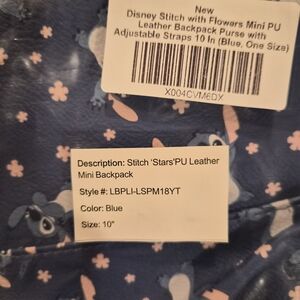 New
Disney Stitch with Flowers Mini PU
Leather Backpack Purse with
Adjustable Straps 10 In (Blue, One Size)
X004CVM6DX
Description: Stitch 'Stars'PU Leather
Mini Backpack
Style #: LBPLI-LSPM18YT
Color: Blue
Size: 10"